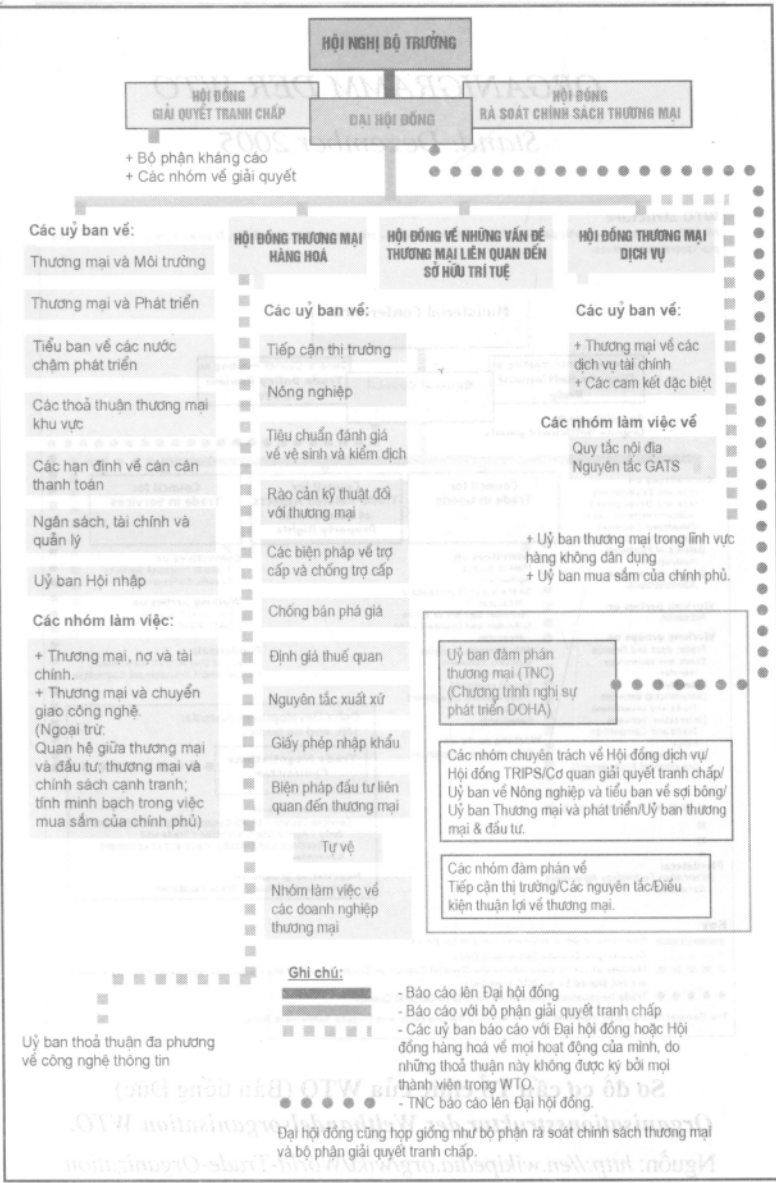 HỘI NGHỊ BỘ TRƯỞNG
HỘI ĐỒNG
GIẢI QUYẾT TRANH CHẤP
ĐẠI HỘI ĐỒNG
HỘI ĐỒNG
RÀ SOÁT CHÍNH SÁCH THƯƠNG MẠI
+ Bộ phận kháng cáo
+ Các nhóm về giải quyết
Các uỷ ban về:
Thương mại và Môi trường
Thương mại và Phát triển
Tiểu ban về các nước
chậm phát triển
Các thoả thuận thương mại
khu vực
Các hạn định về cán cân
thanh toán
Ngân sách, tài chính và
quản lý
Uỷ ban Hội nhập
Các nhóm làm việc:
+ Thương mại, nợ và tài
chính.
+ Thương mại và chuyển
giao công nghệ.
(Ngoại trừ:
Quan hệ giữa thương mại
và đầu tư; thương mại và
chính sách cạnh tranh;
tính minh bạch trong việc
mua sắm của chính phủ)
HỘI ĐỒNG THƯƠNG MẠI
HÀNG HOÁ
HỘI ĐỒNG VỀ NHỮNG VẤN ĐỀ
THƯƠNG MẠI LIÊN QUAN ĐẾN
SỞ HỮU TRÍ TUỆ
HỘI ĐỒNG THƯƠNG MẠI
DỊCH VỤ
Các uỷ ban về:
Tiếp cận thị trường
Nông nghiệp
Tiêu chuẩn đánh giá
về vệ sinh và kiểm dịch
Rào cản kỹ thuật đối
với thương mại
Các biện pháp về trợ
cấp và chống trợ cấp
Chống bán phá giá
Định giá thuế quan
Nguyên tắc xuất xứ
Giấy phép nhập khẩu
Biện pháp đầu tư liên
quan đến thương mại
Tự vệ
Nhóm làm việc về
các doanh nghiệp
thương mại
Các uỷ ban về:
+ Thương mại về các
dịch vụ tài chính
+ Các cam kết đặc biệt
Các nhóm làm việc về
Quy tắc nội địa
Nguyên tắc GATS
+ Uỷ ban thương mại trong lĩnh vực
hàng không dân dụng
+ Uỷ ban mua sắm của chính phủ.
Uỷ ban đàm phán
thương mại (TNC)
(Chương trình nghị sự
phát triển DOHA)
Các nhóm chuyên trách về Hội đồng dịch vụ/
Hội đồng TRIPS/Cơ quan giải quyết tranh chấp/
Uỷ ban về Nông nghiệp và tiểu ban về sợi bông/
Uỷ ban Thương mại và phát triển/Uỷ ban thương
mại & đầu tư.
Các nhóm đàm phán về
Tiếp cận thị trường/Các nguyên tắc/Điều
kiện thuận lợi về thương mại.
Uỷ ban thoả thuận đa phương
về công nghệ thông tin
Ghi chú:
- Báo cáo lên Đại hội đồng
- Báo cáo với bộ phận giải quyết tranh chấp
- Các uỷ ban báo cáo với Đại hội đồng hoặc Hội
đồng hàng hoá về mọi hoạt động của mình, do
những thoả thuận này không được ký bởi mọi
thành viên trong WTO.
- TNC báo cáo lên Đại hội đồng.
Đại hội đồng cũng họp giống như bộ phận rà soát chính sách thương mại
và bộ phận giải quyết tranh chấp.